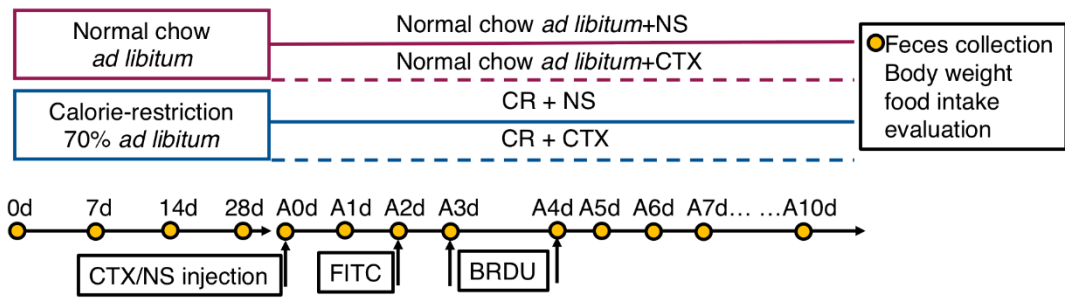 Normal chow
ad libitum
Normal chow ad libitum+NS
Normal chow ad libitum+CTX
Calorie-restriction
70% ad libitum
CR + NS
CR + CTX
Feces collection
Body weight
food intake
evaluation
0d 7d 14d 28d A0d A1d A2d A3d A4d A5d A6d A7d... ...A10d
CTX/NS injection FITC BRDU